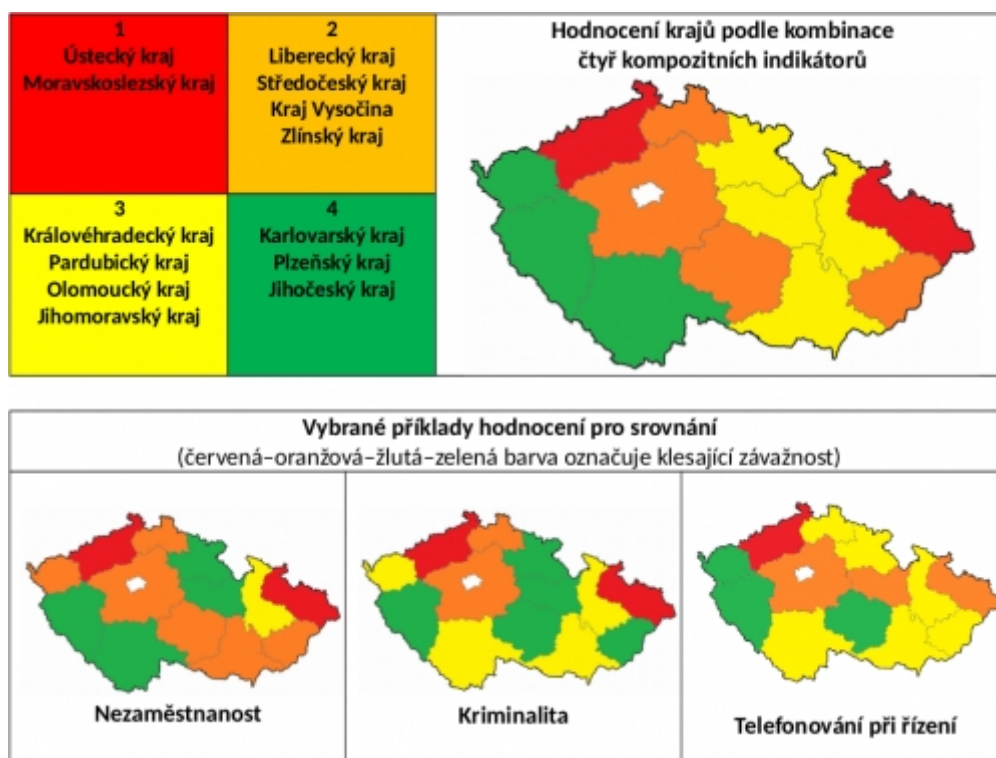 1
Ústecký kraj
Moravskoslezský kraj
2
Liberecký kraj
Středočeský kraj
Kraj Vysočina
Zlínský kraj
Hodnocení krajů podle kombinace
čtyř kompozitních indikátorů
3
Královéhradecký kraj
Pardubický kraj
Olomoucký kraj
Jihomoravský kraj
4
Karlovarský kraj
Plzeňský kraj
Jihočeský kraj
Vybrané příklady hodnocení pro srovnání
(červená–oranžová–žlutá–zelená barva označuje klesající závažnost)
Nezaměstnanost
Kriminalita
Telefonování při řízení